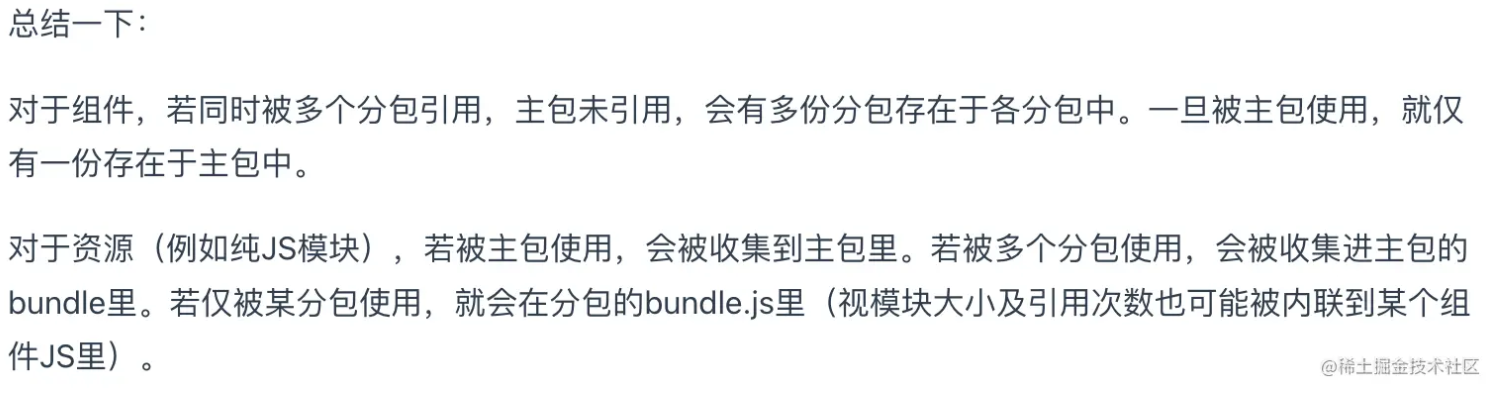 总结一下：
对于组件，若同时被多个分包引用，主包未引用，会有多份分包存在于各分包中。一旦被主包使用，就仅
有一份存在于主包中。
对于资源（例如纯JS模块），若被主包使用，会被收集到主包里。若被多个分包使用，会被收集进主包的
bundle里。若仅被某分包使用，就会在分包的bundle.js里（视模块大小及引用次数也可能被内联到某个组
件JS里）。
@稀土掘金技术社区